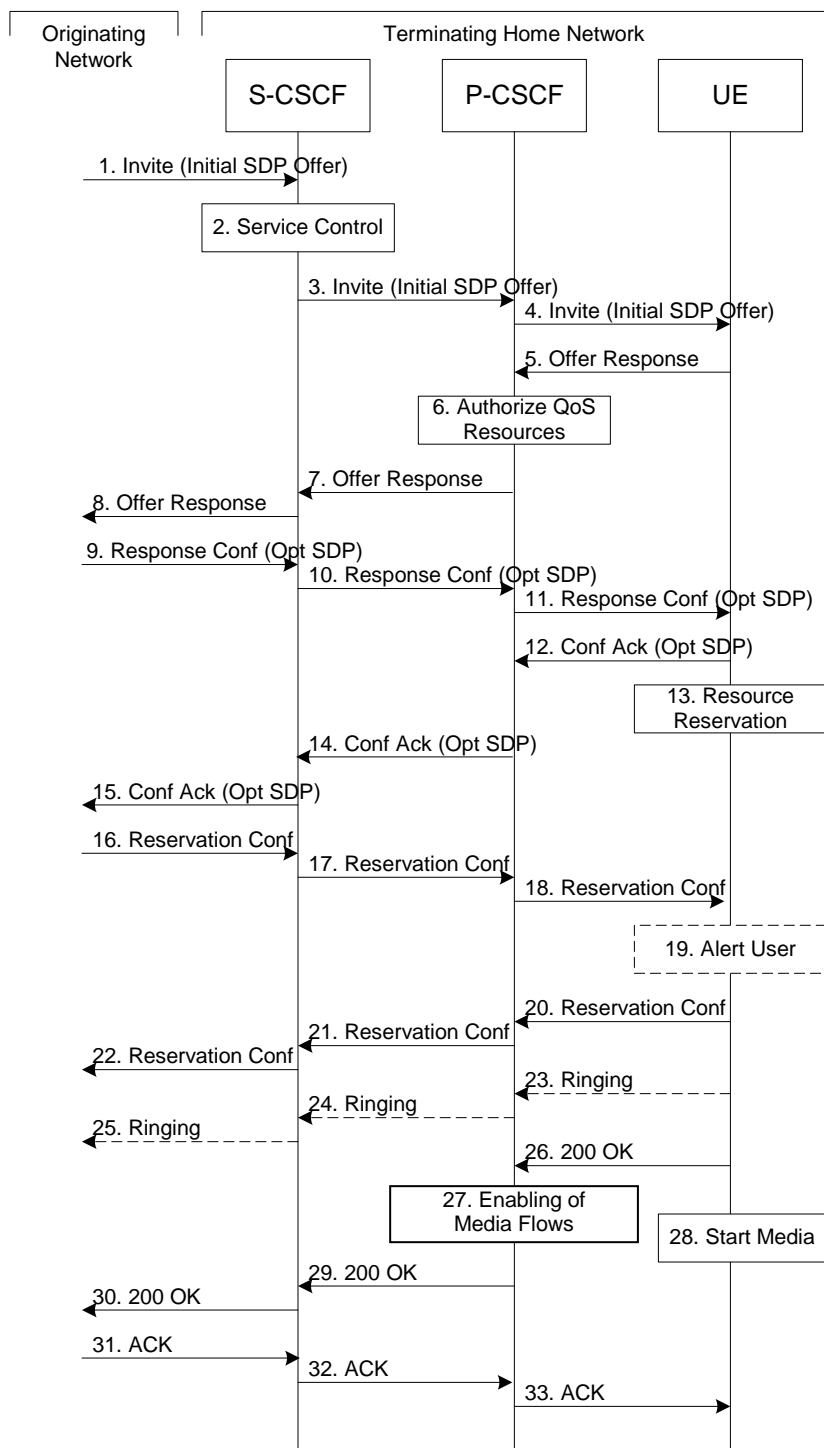 Originating
Network
Terminating Home Network
S-CSCF
P-CSCF
UE
1. Invite (Initial SDP Offer)
2. Service Control
3. Invite (Initial SDP Offer)
4. Invite (Initial SDP Offer)
5. Offer Response
6. Authorize QoS
Resources
7. Offer Response
8. Offer Response
9. Response Conf (Opt SDP)
10. Response Conf (Opt SDP)
11. Response Conf (Opt SDP)
12. Conf Ack (Opt SDP)
13. Resource
Reservation
14. Conf Ack (Opt SDP)
15. Conf Ack (Opt SDP)
16. Reservation Conf
17. Reservation Conf
18. Reservation Conf
19. Alert User
20. Reservation Conf
21. Reservation Conf
22. Reservation Conf
23. Ringing
24. Ringing
25. Ringing
26. 200 OK
27. Enabling of
Media Flows
28. Start Media
29. 200 OK
30. 200 OK
31. ACK
32. ACK
33. ACK